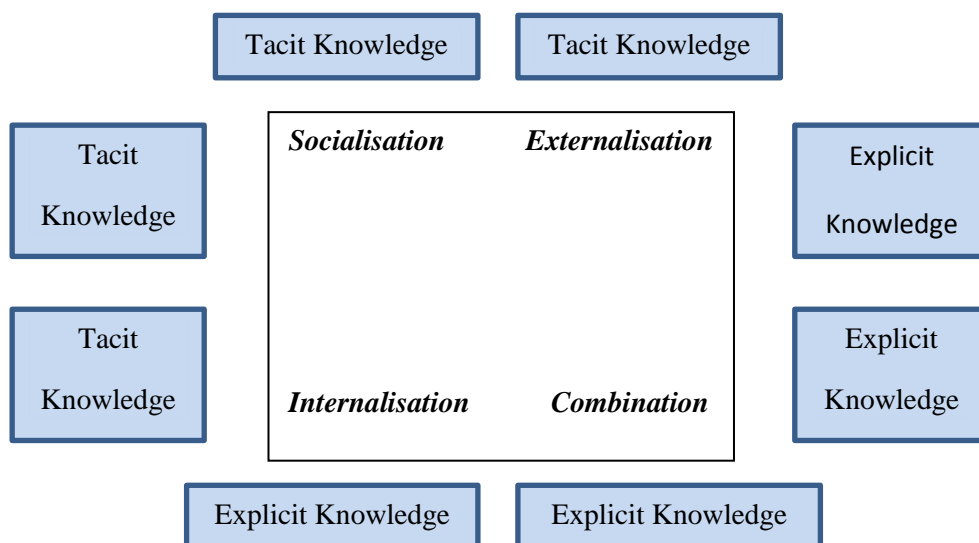 Tacit Knowledge
Tacit Knowledge
Tacit
Knowledge
Socialisation
Externalisation
Explicit
Knowledge
Tacit
Knowledge
Internalisation
Combination
Explicit
Knowledge
Explicit Knowledge
Explicit Knowledge